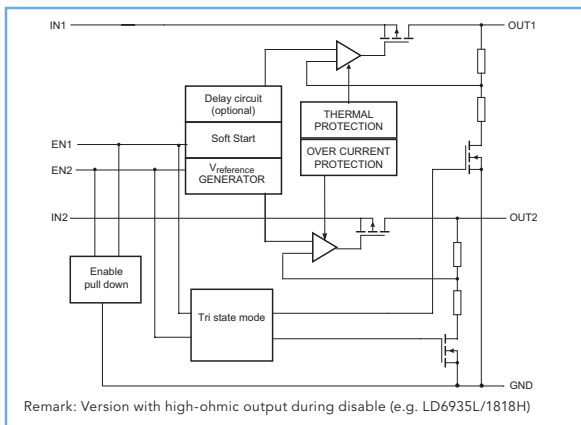 IN1
OUT1
Delay circuit
(optional)
THERMAL
PROTECTION
EN1
Soft Start
OVER CURRENT
PROTECTION
EN2
Vreference
GENERATOR
IN2
OUT2
Enable
pull down
Tri state mode
GND
Remark: Version with high-ohmic output during disable (e.g. LD6935L/1818H)